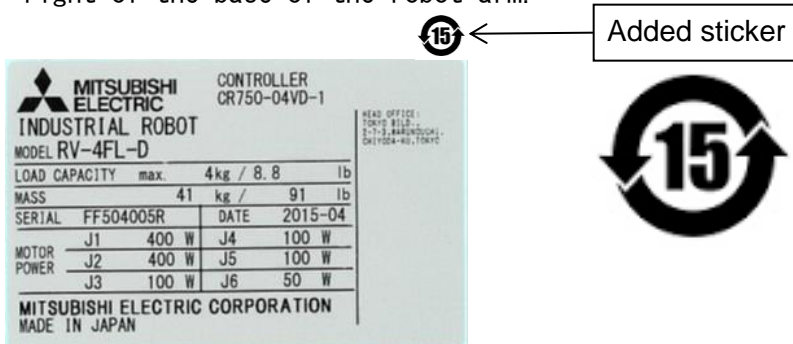 right of the base of the robot arm.
15
Added sticker
MITSUBISHI
ELECTRIC
CONTROLLER
CR750-04VD-1
INDUSTRIAL ROBOT
MODEL RV-4FL-D
LOAD CAPACITY max. 4kg / 8.8 lb
MASS 41 kg / 91 lb
SERIAL FF504005R DATE 2015-04
MOTOR POWER
J1 400 W J4 100 W
J2 400 W J5 100 W
J3 100 W J6 50 W
MITSUBISHI ELECTRIC CORPORATION
MADE IN JAPAN
HEAD OFFICE:
TOKYO BILD.,
2-7-3,MARUNOUCHI,
CHIYODA-KU,TOKYO
15